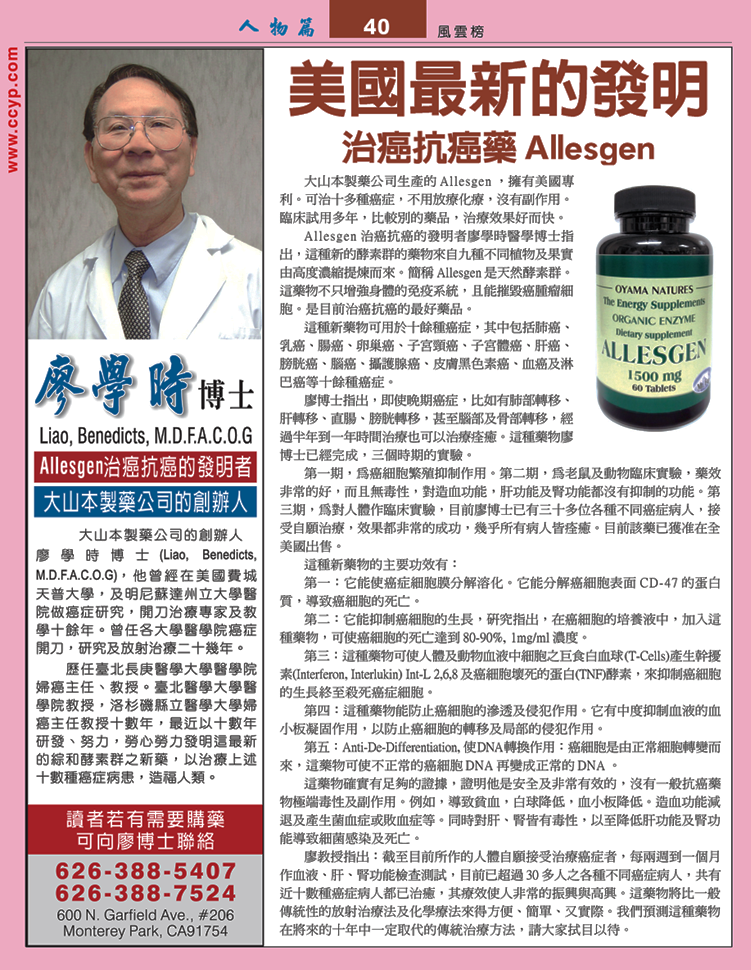 人物篇 40 風雲榜
www.ccyp.com
廖學時博士
Liao, Benedicts, M.D.F.A.C.O.G
Allesgen治癌抗癌的發明者
大山本製藥公司的創辦人
大山本製藥公司的創辦人
廖學時博士(Liao, Benedicts,
M.D.F.A.C.O.G)，他曾經在美國費城
天普大學，及明尼蘇達州立大學醫
院做癌症研究，開刀治療專家及教
學十餘年。曾任各大學醫學院癌症
開刀，研究及放射治療二十幾年。
歷任臺北長庚醫學大學醫學院
婦癌主任、教授。臺北醫學大學醫
學院教授，洛杉磯縣立醫學大學婦
癌主任教授十數年，最近以十數年
研發、努力，勞心勞力發明這最新
的綜和酵素群之新藥，以治療上述
十數種癌症病患，造福人類。
讀者若有需要購藥
可向廖博士聯絡
626-388-5407
626-388-7524
600 N. Garfield Ave., #206
Monterey Park, CA91754
美國最新的發明
治癌抗癌藥 Allesgen
大山本製藥公司生產的 Allesgen ，擁有美國專
利。可治十多種癌症，不用放療化療，沒有副作用。
臨床試用多年，比較別的藥品，治療效果好而快。
Allesgen 治癌抗癌的發明者廖學時醫學博士指
出，這種新的酵素群的藥物來自九種不同植物及果實
由高度濃縮提煉而來。簡稱 Allesgen 是天然酵素群。
這藥物不只增強身體的免疫系統，且能摧毀癌腫瘤細
胞。是目前治癌抗癌的最好藥品。
這種新藥物可用於十餘種癌症，其中包括肺癌、
乳癌、腸癌、卵巢癌、子宮頸癌、子宮體癌、肝癌、
膀胱癌、腦癌、攝護腺癌、皮膚黑色素癌、血癌及淋
巴癌等十餘種癌症。
廖博士指出，即使晚期癌症，比如有肺部轉移、
肝轉移、直腸、膀胱轉移，甚至腦部及骨部轉移，經
過半年到一年時間治療也可以治療痊癒。這種藥物廖
博士已經完成，三個時期的實驗。
第一期，爲癌細胞繁殖抑制作用。第二期，爲老鼠及動物臨床實驗，藥效
非常的好，而且無毒性，對造血功能，肝功能及腎功能都沒有抑制的功能。第
三期，爲對人體作臨床實驗，目前廖博士已有三十多位各種不同癌症病人，接
受自願治療，效果都非常的成功，幾乎所有病人皆痊癒。目前該藥已獲准在全
美國出售。
這種新藥物的主要功效有：
第一：它能使癌症細胞膜分解溶化。它能分解癌細胞表面 CD-47 的蛋白
質，導致癌細胞的死亡。
第二：它能抑制癌細胞的生長，研究指出，在癌細胞的培養液中，加入這
種藥物，可使癌細胞的死亡達到 80-90%, 1mg/ml 濃度。
第三：這種藥物可使人體及動物血液中細胞之巨食白血球(T-Cells)產生幹擾
素(Interferon, Interlukin) Int-L 2,6,8 及癌細胞壞死的蛋白(TNF)酵素，來抑制癌細胞
的生長終至殺死癌症細胞。
第四：這種藥物能防止癌細胞的滲透及侵犯作用。它有中度抑制血液的血
小板凝固作用，以防止癌細胞的轉移及局部的侵犯作用。
第五：Anti-De-Differentiation, 使DNA轉換作用：癌細胞是由正常細胞轉變而
來，這藥物可使不正常的癌細胞 DNA 再變成正常的 DNA 。
這藥物確實有足夠的證據，證明他是安全及非常有效的，沒有一般抗癌藥
物極端毒性及副作用。例如，導致貧血，白球降低，血小板降低。造血功能減
退及產生菌血症或敗血症等。同時對肝、腎皆有毒性，以至降低肝功能及腎功
能導致細菌感染及死亡。
廖教授指出：截至目前所作的人體自願接受治療癌症者，每兩週到一個月
作血液、肝、腎功能檢查測試，目前已超過 30 多人之各種不同癌症病人，共有
近十數種癌症病人都已治癒，其療效使人非常的振興與高興。這藥物將比一般
傳統性的放射治療法及化學療法來得方便、簡單、又實際。我們預測這種藥物
在將來的十年中一定取代的傳統治療方法，請大家拭目以待。
OYAMA NATURES
The Energy Supplements
ORGANIC ENZYME
Dietary supplement
ALLESGEN
1500 mg
60 Tablets